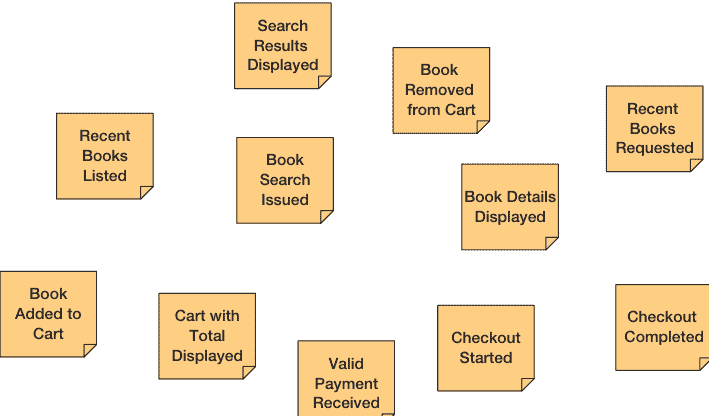 Search
Results
Displayed
Book
Removed
from Cart
Recent
Books
Requested
Recent
Books
Listed
Book
Search
Issued
Book Details
Displayed
Book
Added to
Cart
Cart with
Total
Displayed
Valid
Payment
Received
Checkout
Started
Checkout
Completed